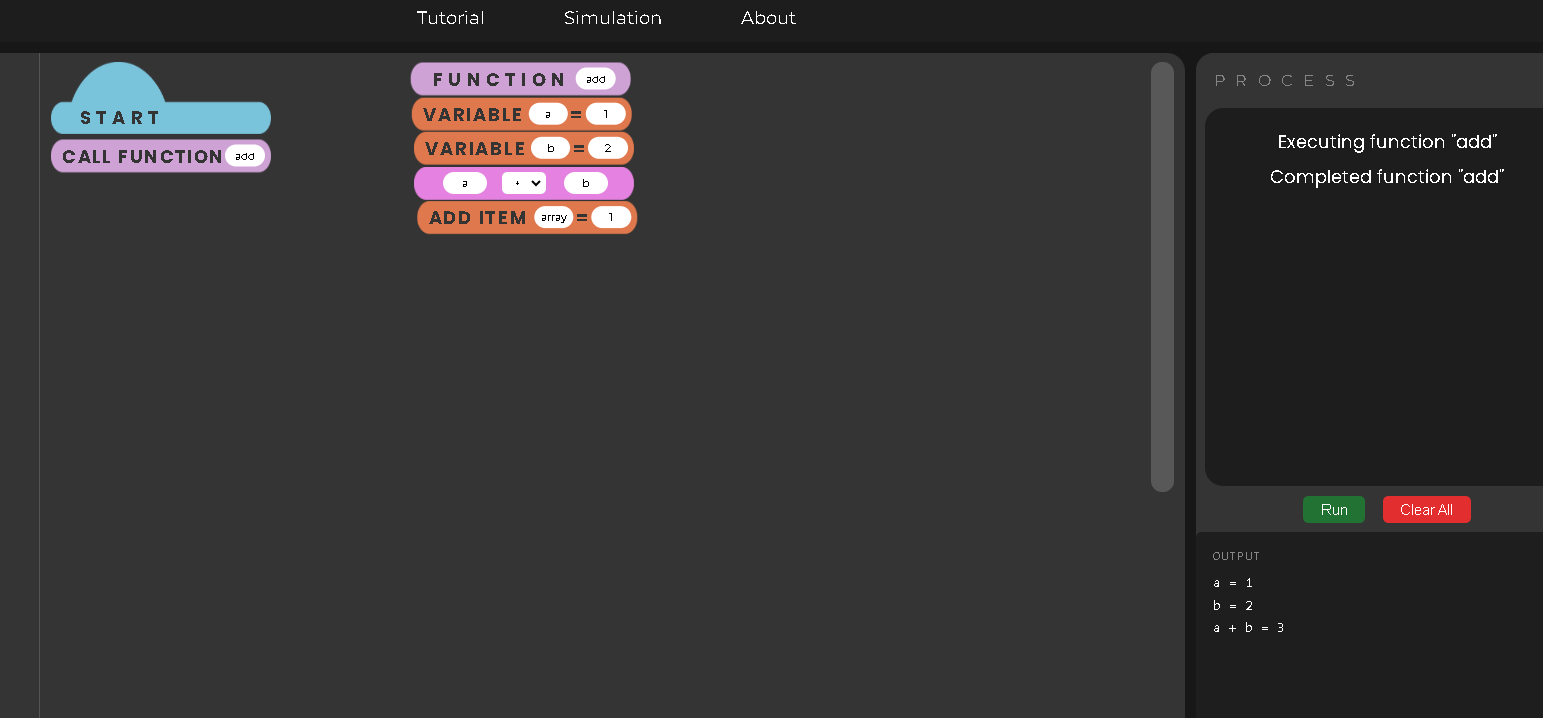 Tutorial Simulation About
START
CALL FUNCTION add
FUNCTION add
VARIABLE a = 1
VARIABLE b = 2
a + b
ADD ITEM array = 1
PROCESS
Executing function "add"
Completed function "add"
Run Clear All
OUTPUT
a = 1
b = 2
a + b = 3